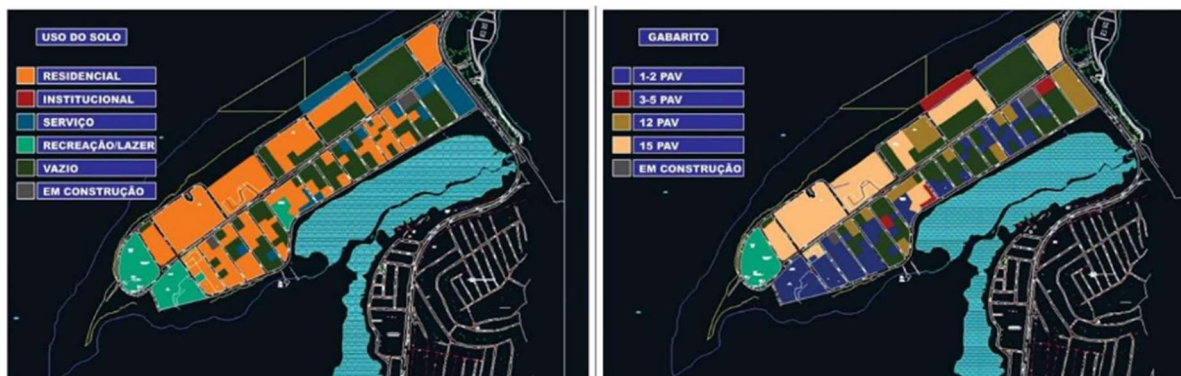 USO DO SOLO
RESIDENCIAL
INSTITUCIONAL
SERVIÇO
RECREAÇÃO/LAZER
VAZIO
EM CONSTRUÇÃO
GABARITO
1-2 PAV
3-5 PAV
12 PAV
15 PAV
EM CONSTRUÇÃO